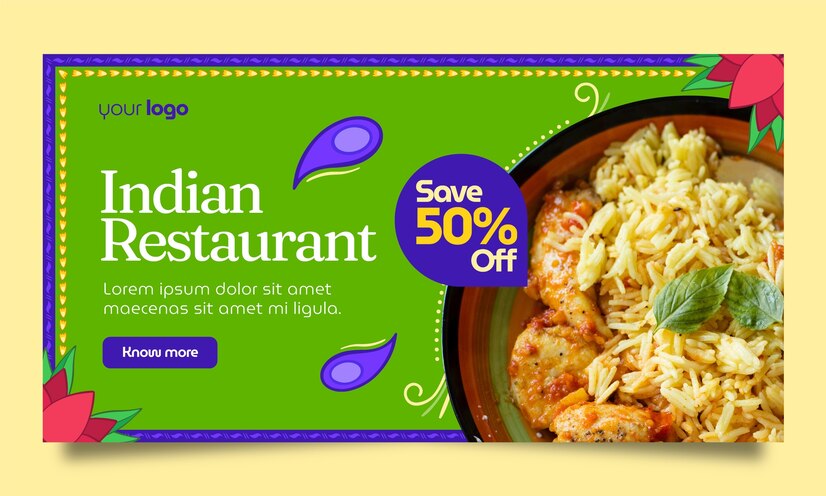 your logo
Indian
Restaurant
Lorem ipsum dolor sit amet
maecenas sit amet mi ligula.
Know more
Save
50%
Off